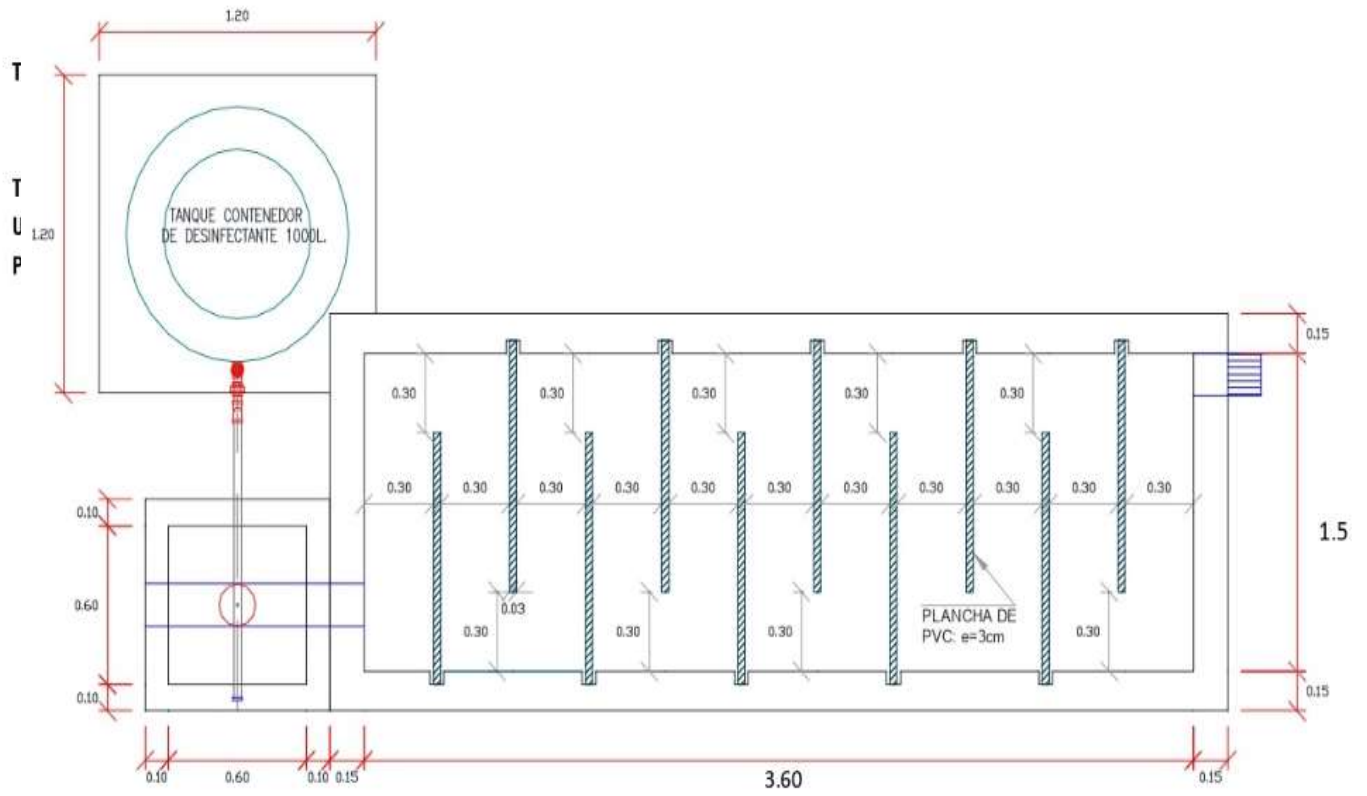 1.20
T
T
U
P
1.20
TANQUE CONTENEDOR
DE DESINFECTANTE 1000L.
0.15
0.30 0.30 0.30 0.30 0.30
0.30 0.30 0.30 0.30 0.30 0.30 0.30 0.30 0.30 0.30 0.30
0.10
1.5
0.60
0.03
PLANCHA DE
PVC: e=3cm
0.30 0.30 0.30 0.30 0.30
0.10
0.15
0.10 0.60 0.10 0.15 3.60 0.15